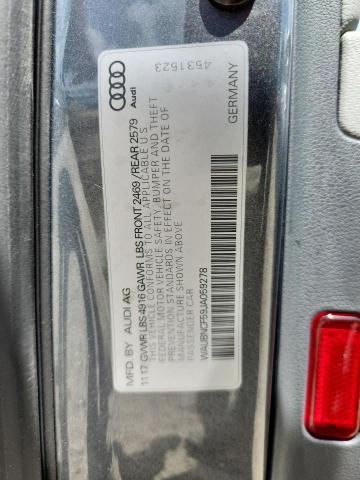 MFD. BY AUDI AG
11 17 GVWR LBS 4916 GAWR LBS FRONT 2469 / REAR 2579
THIS VEHICLE CONFORMS TO ALL APPLICABLE U.S.
FEDERAL MOTOR VEHICLE SAFETY, BUMPER AND THEFT
PREVENTION STANDARDS IN EFFECT ON THE DATE OF
MANUFACTURE SHOWN ABOVE.
PASSENGER CAR
WAUBNCF59JA059278
Audi
4531523
GERMANY